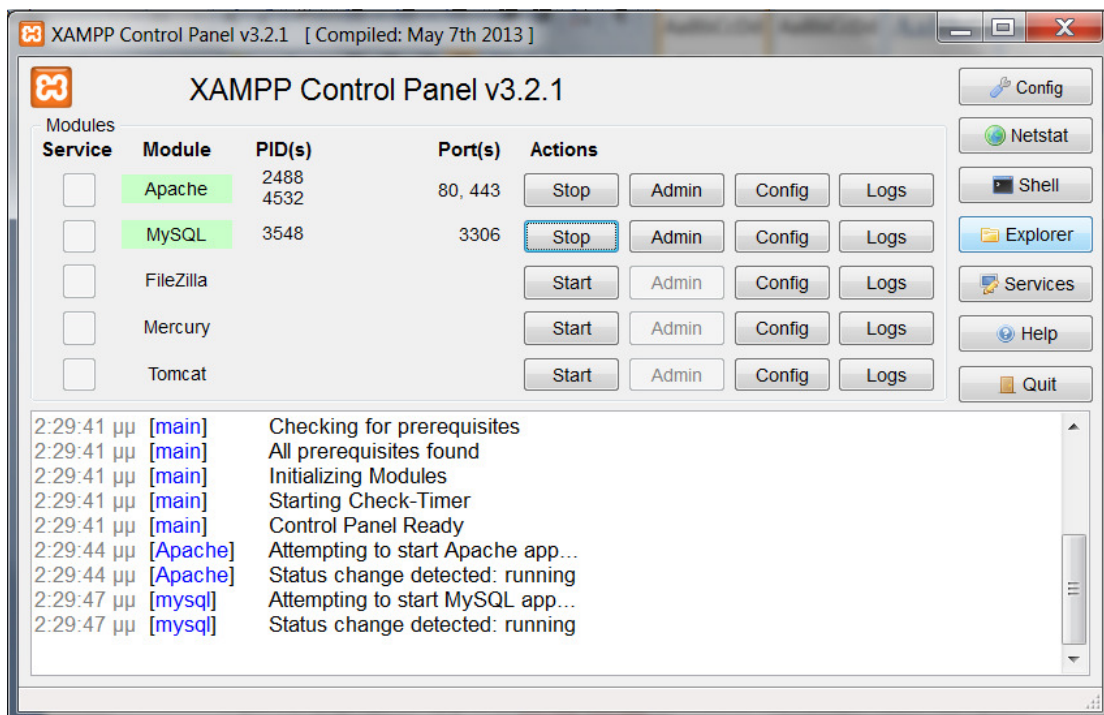 XAMPP Control Panel v3.2.1 [ Compiled: May 7th 2013 ]
XAMPP Control Panel v3.2.1
Config
Modules
Netstat
Service Module PID(s) Port(s) Actions
Apache 2488 4532 80, 443 Stop Admin Config Logs
Shell
MySQL 3548 3306 Stop Admin Config Logs
Explorer
FileZilla Start Admin Config Logs
Services
Mercury Start Admin Config Logs
Help
Tomcat Start Admin Config Logs
Quit
2:29:41 μμ [main] Checking for prerequisites
2:29:41 μμ [main] All prerequisites found
2:29:41 μμ [main] Initializing Modules
2:29:41 μμ [main] Starting Check-Timer
2:29:41 μμ [main] Control Panel Ready
2:29:44 μμ [Apache] Attempting to start Apache app...
2:29:44 μμ [Apache] Status change detected: running
2:29:47 μμ [mysql] Attempting to start MySQL app...
2:29:47 μμ [mysql] Status change detected: running